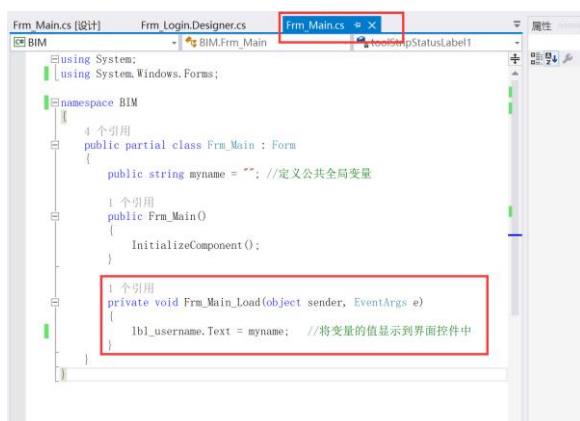 Frm_Main.cs [设计] Frm_Login.Designer.cs Frm_Main.cs 属性
BIM BIM.Frm_Main toolStripStatusLabel1
using System;
using System.Windows.Forms;
namespace BIM
{
4 个引用
public partial class Frm_Main : Form
{
public string myname = ""; //定义公共全局变量
1 个引用
public Frm_Main()
{
InitializeComponent();
}
1 个引用
private void Frm_Main_Load(object sender, EventArgs e)
{
lbl_username.Text = myname; //将变量的值显示到界面控件中
}
}
}